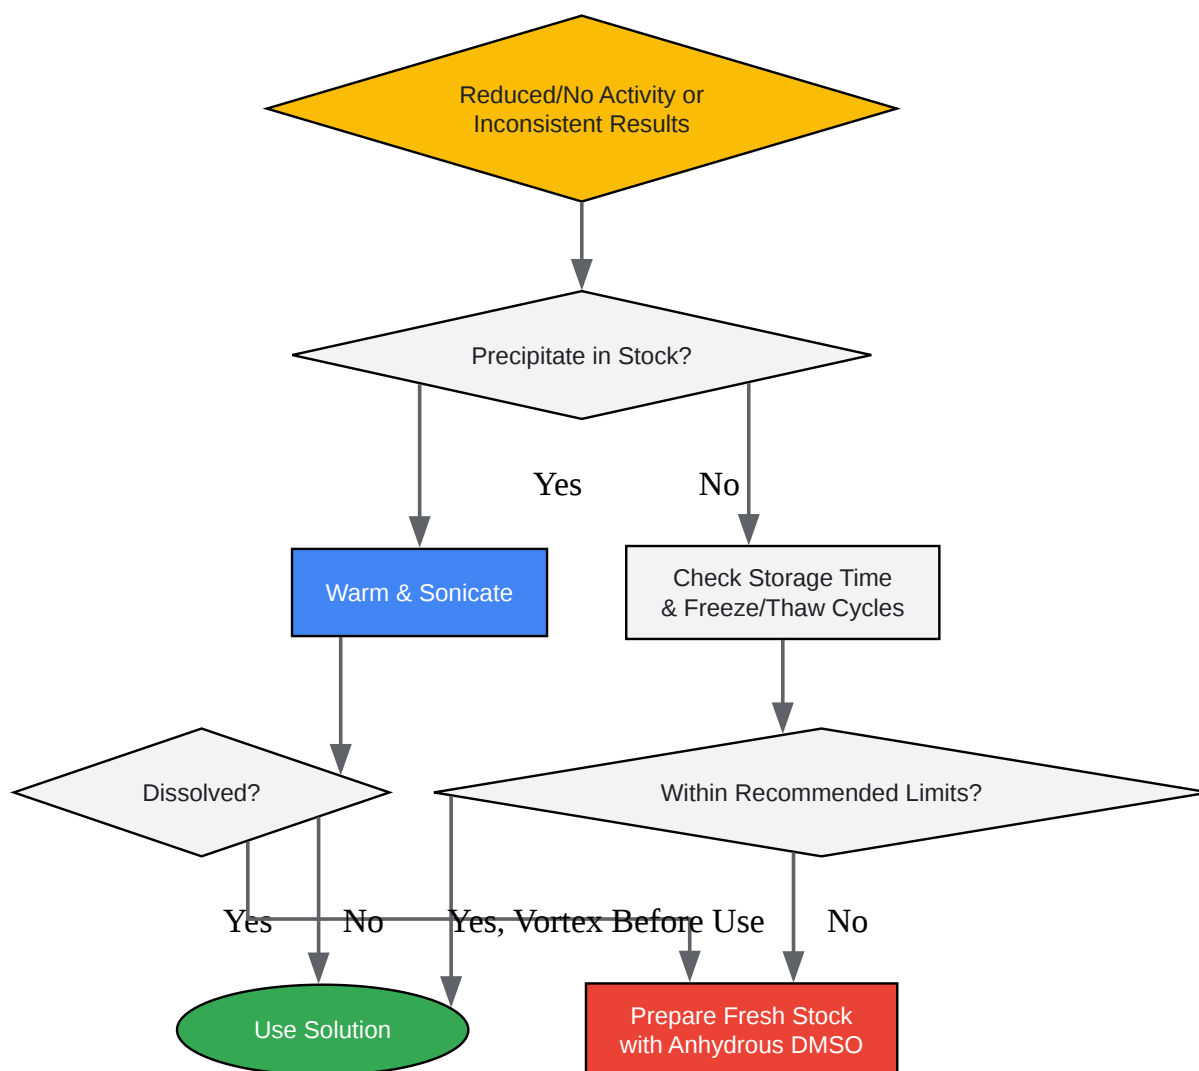 Reduced/No Activity or
Inconsistent Results
Precipitate in Stock?
Yes
No
Warm & Sonicate
Check Storage Time
& Freeze/Thaw Cycles
Dissolved?
Within Recommended Limits?
Yes
No
Yes, Vortex Before Use
No
Use Solution
Prepare Fresh Stock
with Anhydrous DMSO